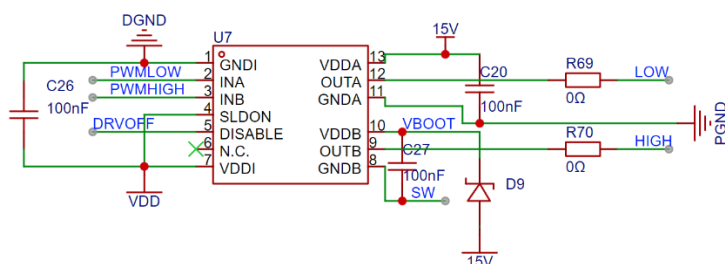 DGND
U7
15V
C26
100nF
PWMLOW
PWMHIGH
DRVOFF
1 GNDI
2 INA
3 INB
4 SLDON
5 DISABLE
6 N.C.
7 VDDI
VDDA 13
OUTA 12
GNDA 11
VDDB 10
OUTB 9
GNDB 8
C20
100nF
R69
0Ω
LOW
PGND
VBOOT
R70
0Ω
HIGH
C27
100nF
SW
D9
VDD
15V